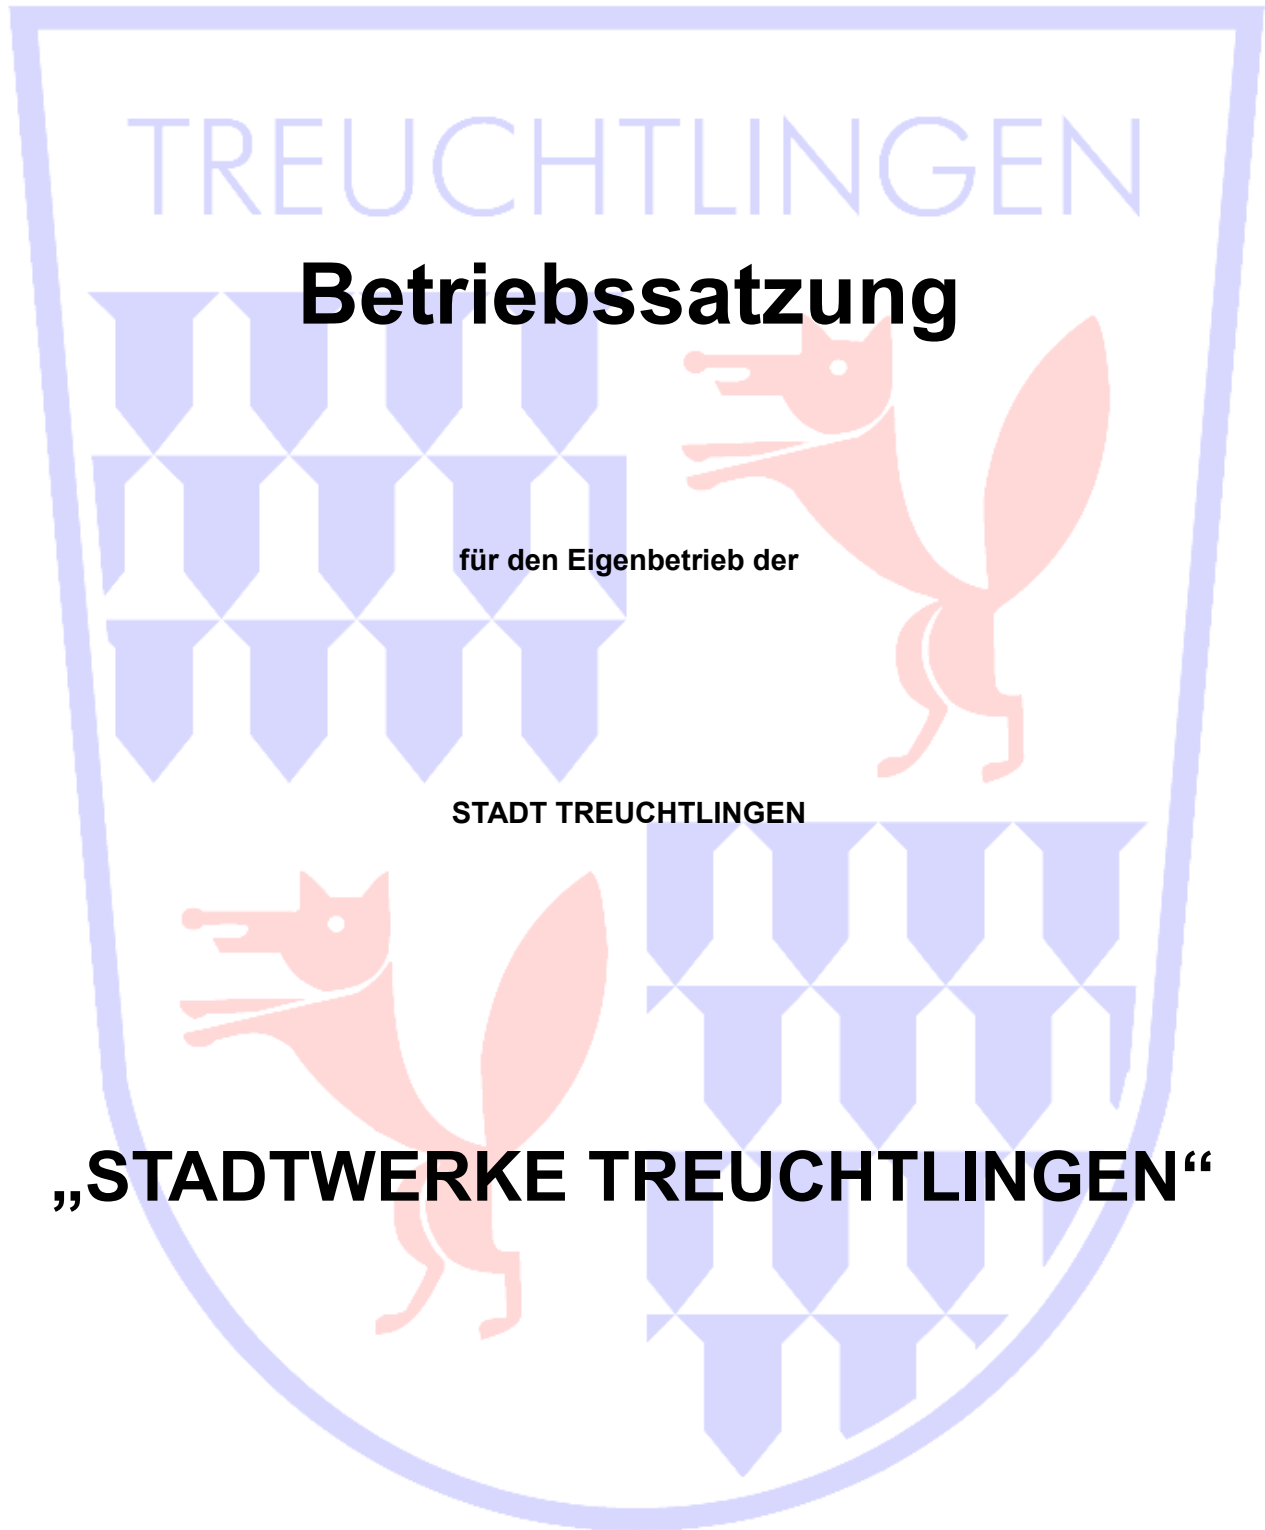 TREUCHTLINGEN
Betriebssatzung
für den Eigenbetrieb der
STADT TREUCHTLINGEN
„STADTWERKE TREUCHTLINGEN“